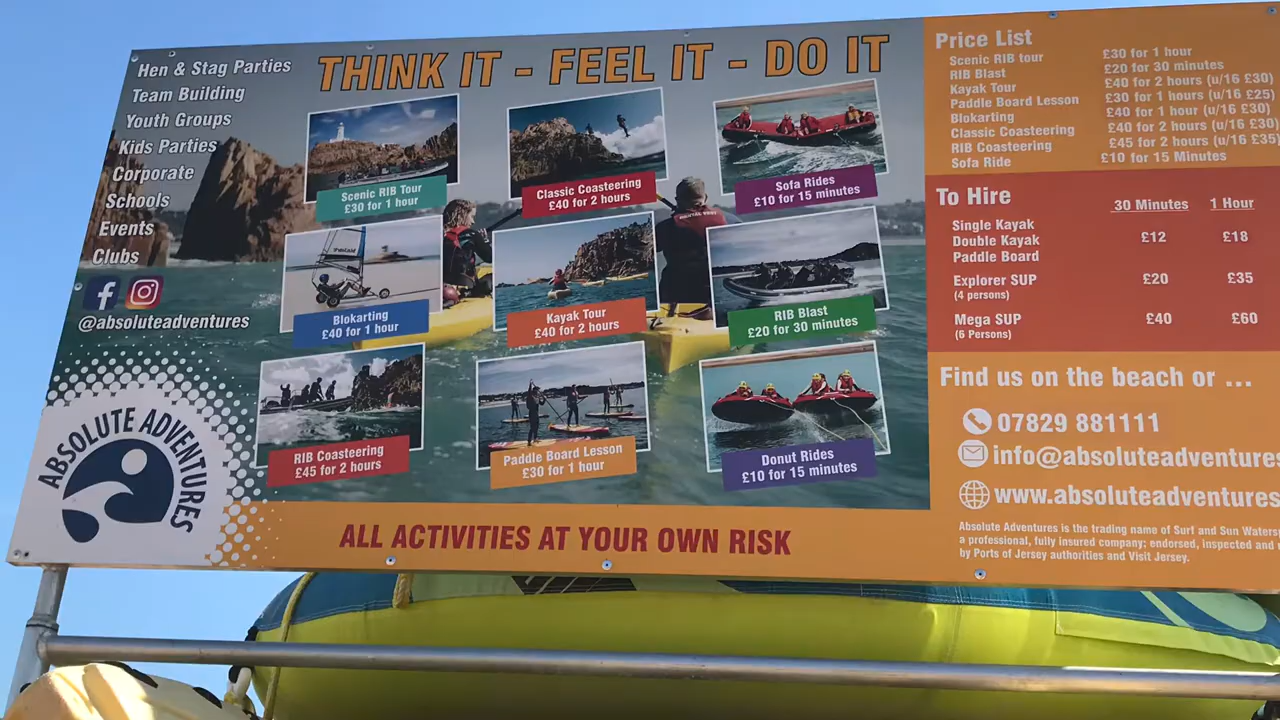 THINK IT - FEEL IT - DO IT
Hen & Stag Parties
Team Building
Youth Groups
Kids Parties
Corporate
Schools
Events
Clubs
@absoluteadventures
ABSOLUTE ADVENTURES
Scenic RIB Tour
£30 for 1 hour
Classic Coasteering
£40 for 2 hours
Sofa Rides
£10 for 15 minutes
Blokarting
£40 for 1 hour
Kayak Tour
£40 for 2 hours
RIB Blast
£20 for 30 minutes
RIB Coasteering
£45 for 2 hours
Paddle Board Lesson
£30 for 1 hour
Donut Rides
£10 for 15 minutes
ALL ACTIVITIES AT YOUR OWN RISK
Price List
Scenic RIB tour £30 for 1 hour
RIB Blast £20 for 30 minutes
Kayak Tour £40 for 2 hours (u/16 £30)
Paddle Board Lesson £30 for 1 hours (u/16 £25)
Blokarting £40 for 1 hours (u/16 £30)
Classic Coasteering £40 for 2 hours (u/16 £30)
RIB Coasteering £45 for 2 hours (u/16 £35)
Sofa Ride £10 for 15 Minutes
To Hire 30 Minutes 1 Hour
Single Kayak
Double Kayak £12 £18
Paddle Board
Explorer SUP £20 £35
(4 persons)
Mega SUP £40 £60
(6 Persons)
Find us on the beach or ...
07829 881111
info@absoluteadventures
www.absoluteadventures
Absolute Adventures is the trading name of Surf and Sun Waters
a professional, fully insured company; endorsed, inspected and
by Ports of Jersey authorities and Visit Jersey.